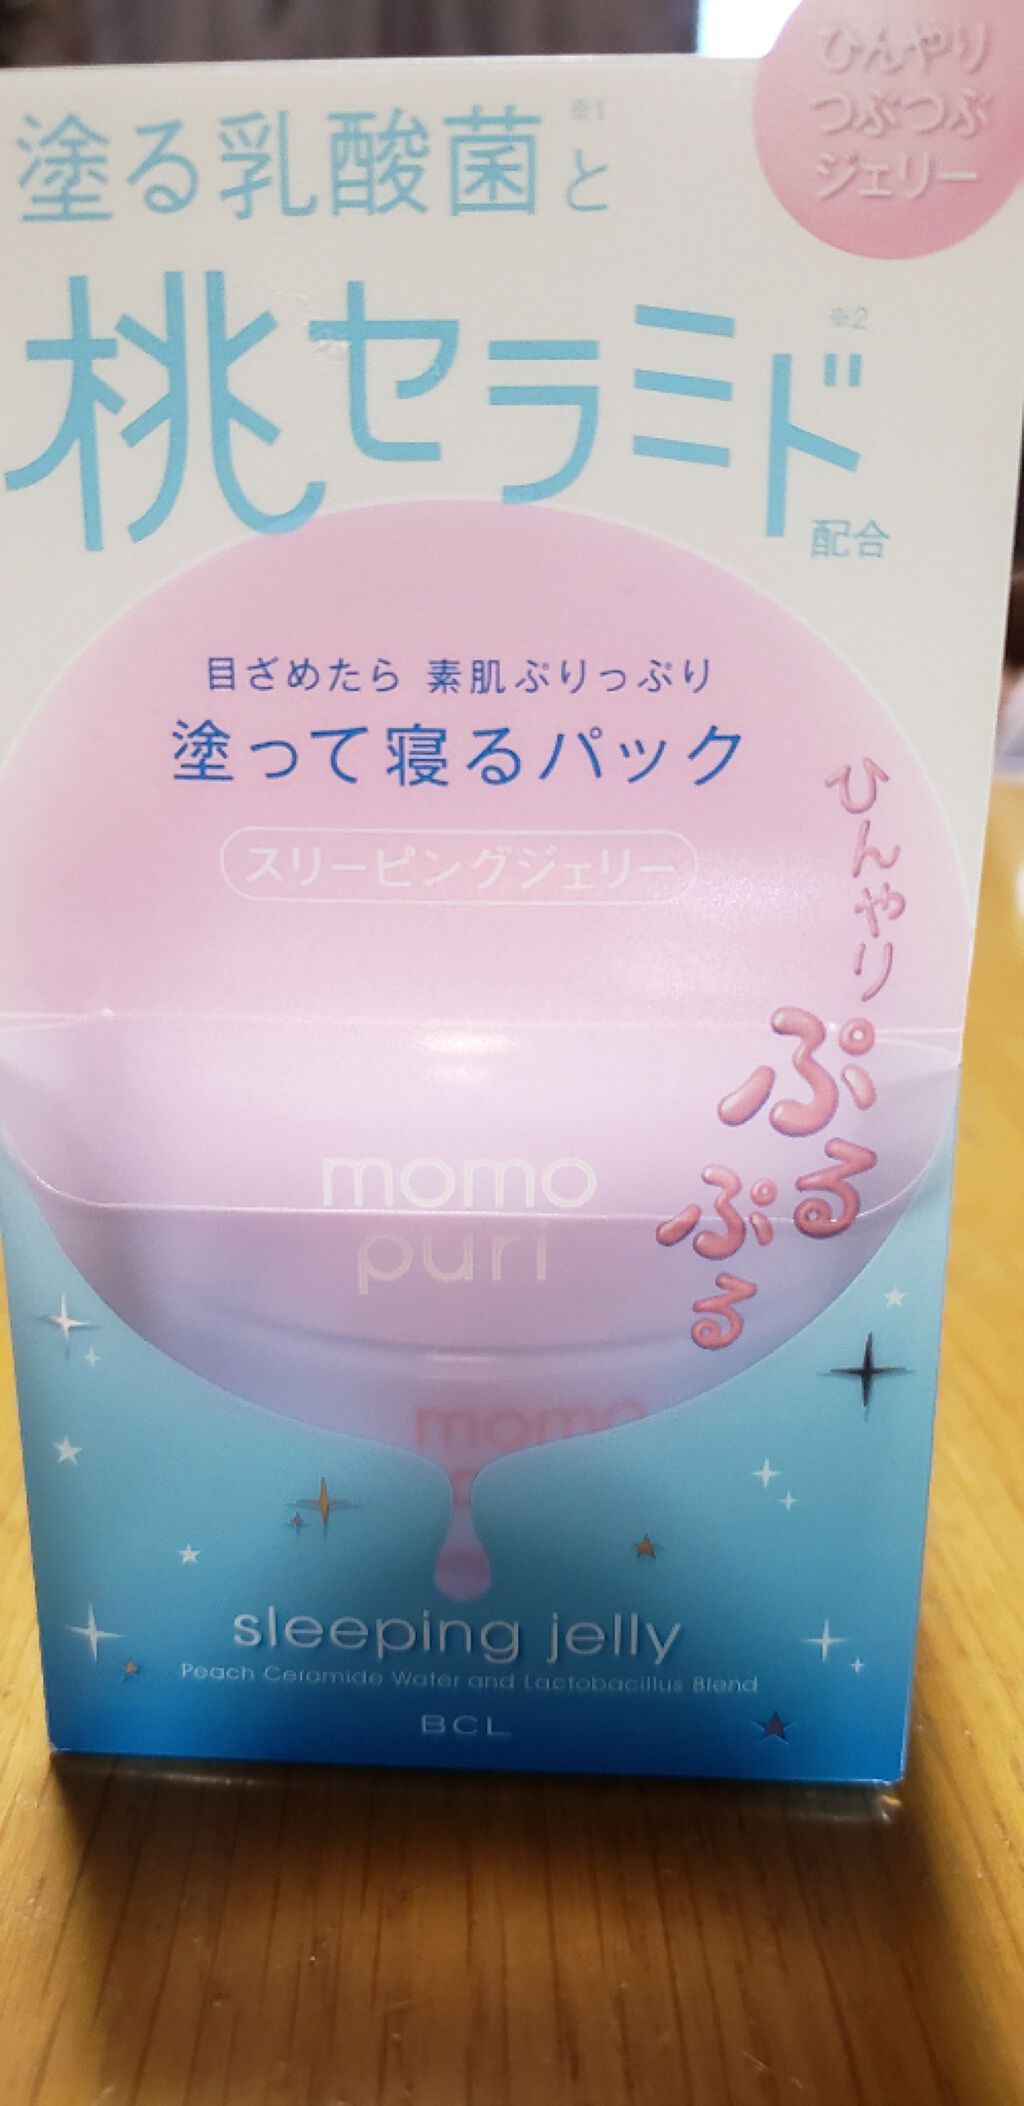 ひんやり
つぶつぶ
ジェリー
塗る乳酸菌※1と
桃セラミド※2
配合
目ざめたら 素肌ぷりっぷり
塗って寝るパック
スリーピングジェリー
ひんやり
ぷる
ぷる
momo
puri
momo
sleeping jelly
Peach Ceramide Water and Lactobacillus Blend
BCL